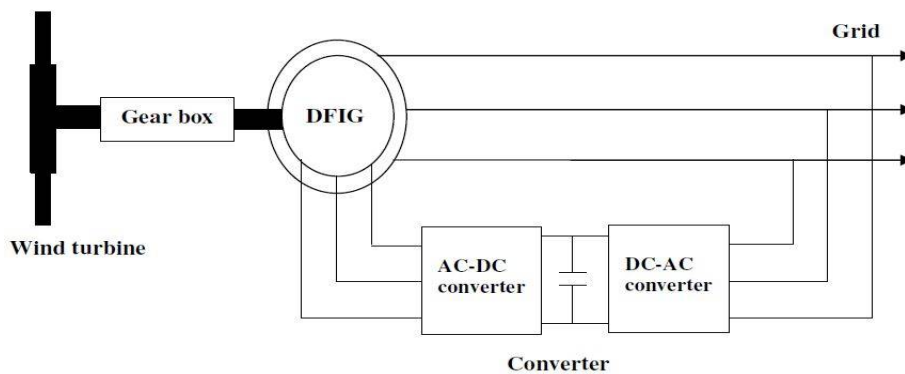 Grid
Gear box
DFIG
Wind turbine
AC-DC
converter
DC-AC
converter
Converter